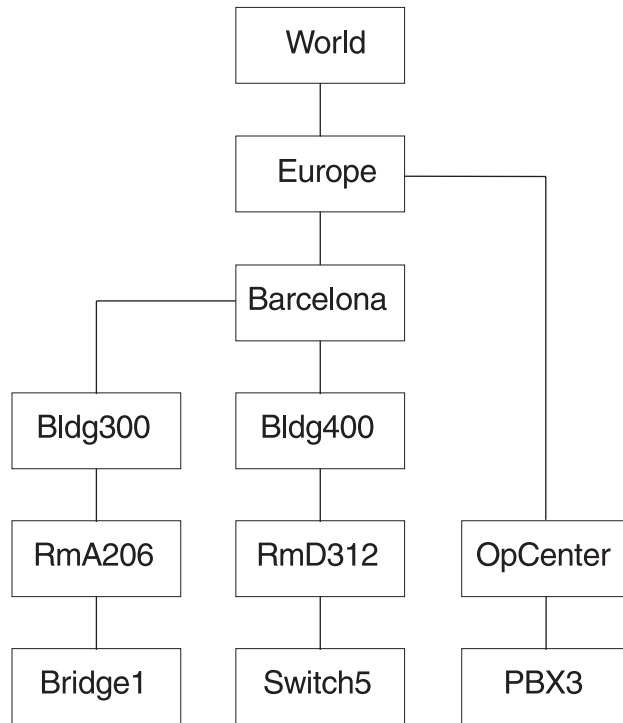 World
Europe
Barcelona
Bldg300
Bldg400
RmA206
RmD312
OpCenter
Bridge1
Switch5
PBX3